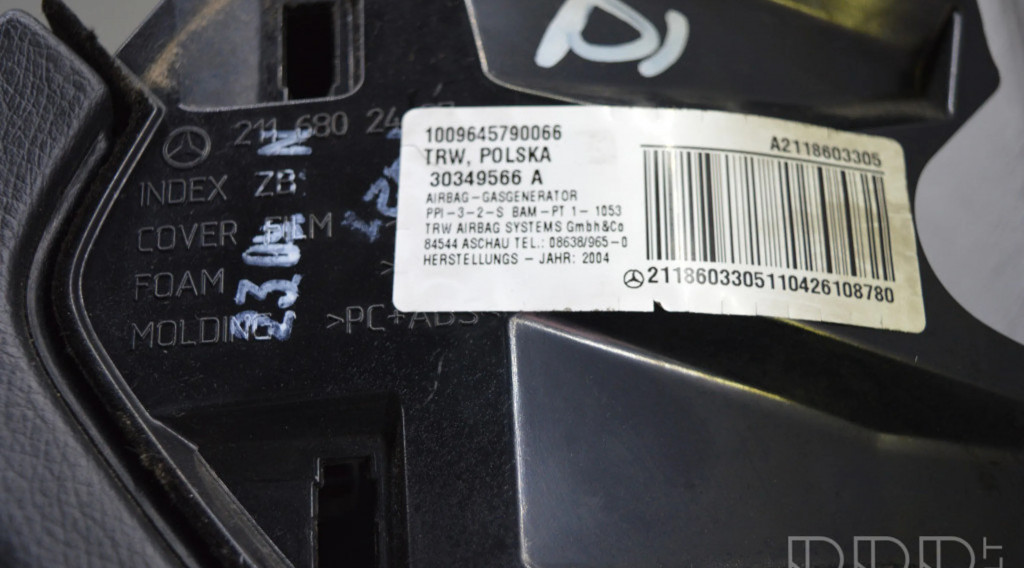 211 680 24
INDEX ZB
COVER FILM
FOAM
MOLDING >PC+ABS<
1009645790066
TRW, POLSKA
30349566 A
AIRBAG-GASGENERATOR
PPI-3-2-S BAM-PT 1-1053
TRW AIRBAG SYSTEMS GmbH&Co
84544 ASCHAU TEL.: 08638/965-0
HERSTELLUNGS - JAHR: 2004
A2118603305
2118603305110426108780